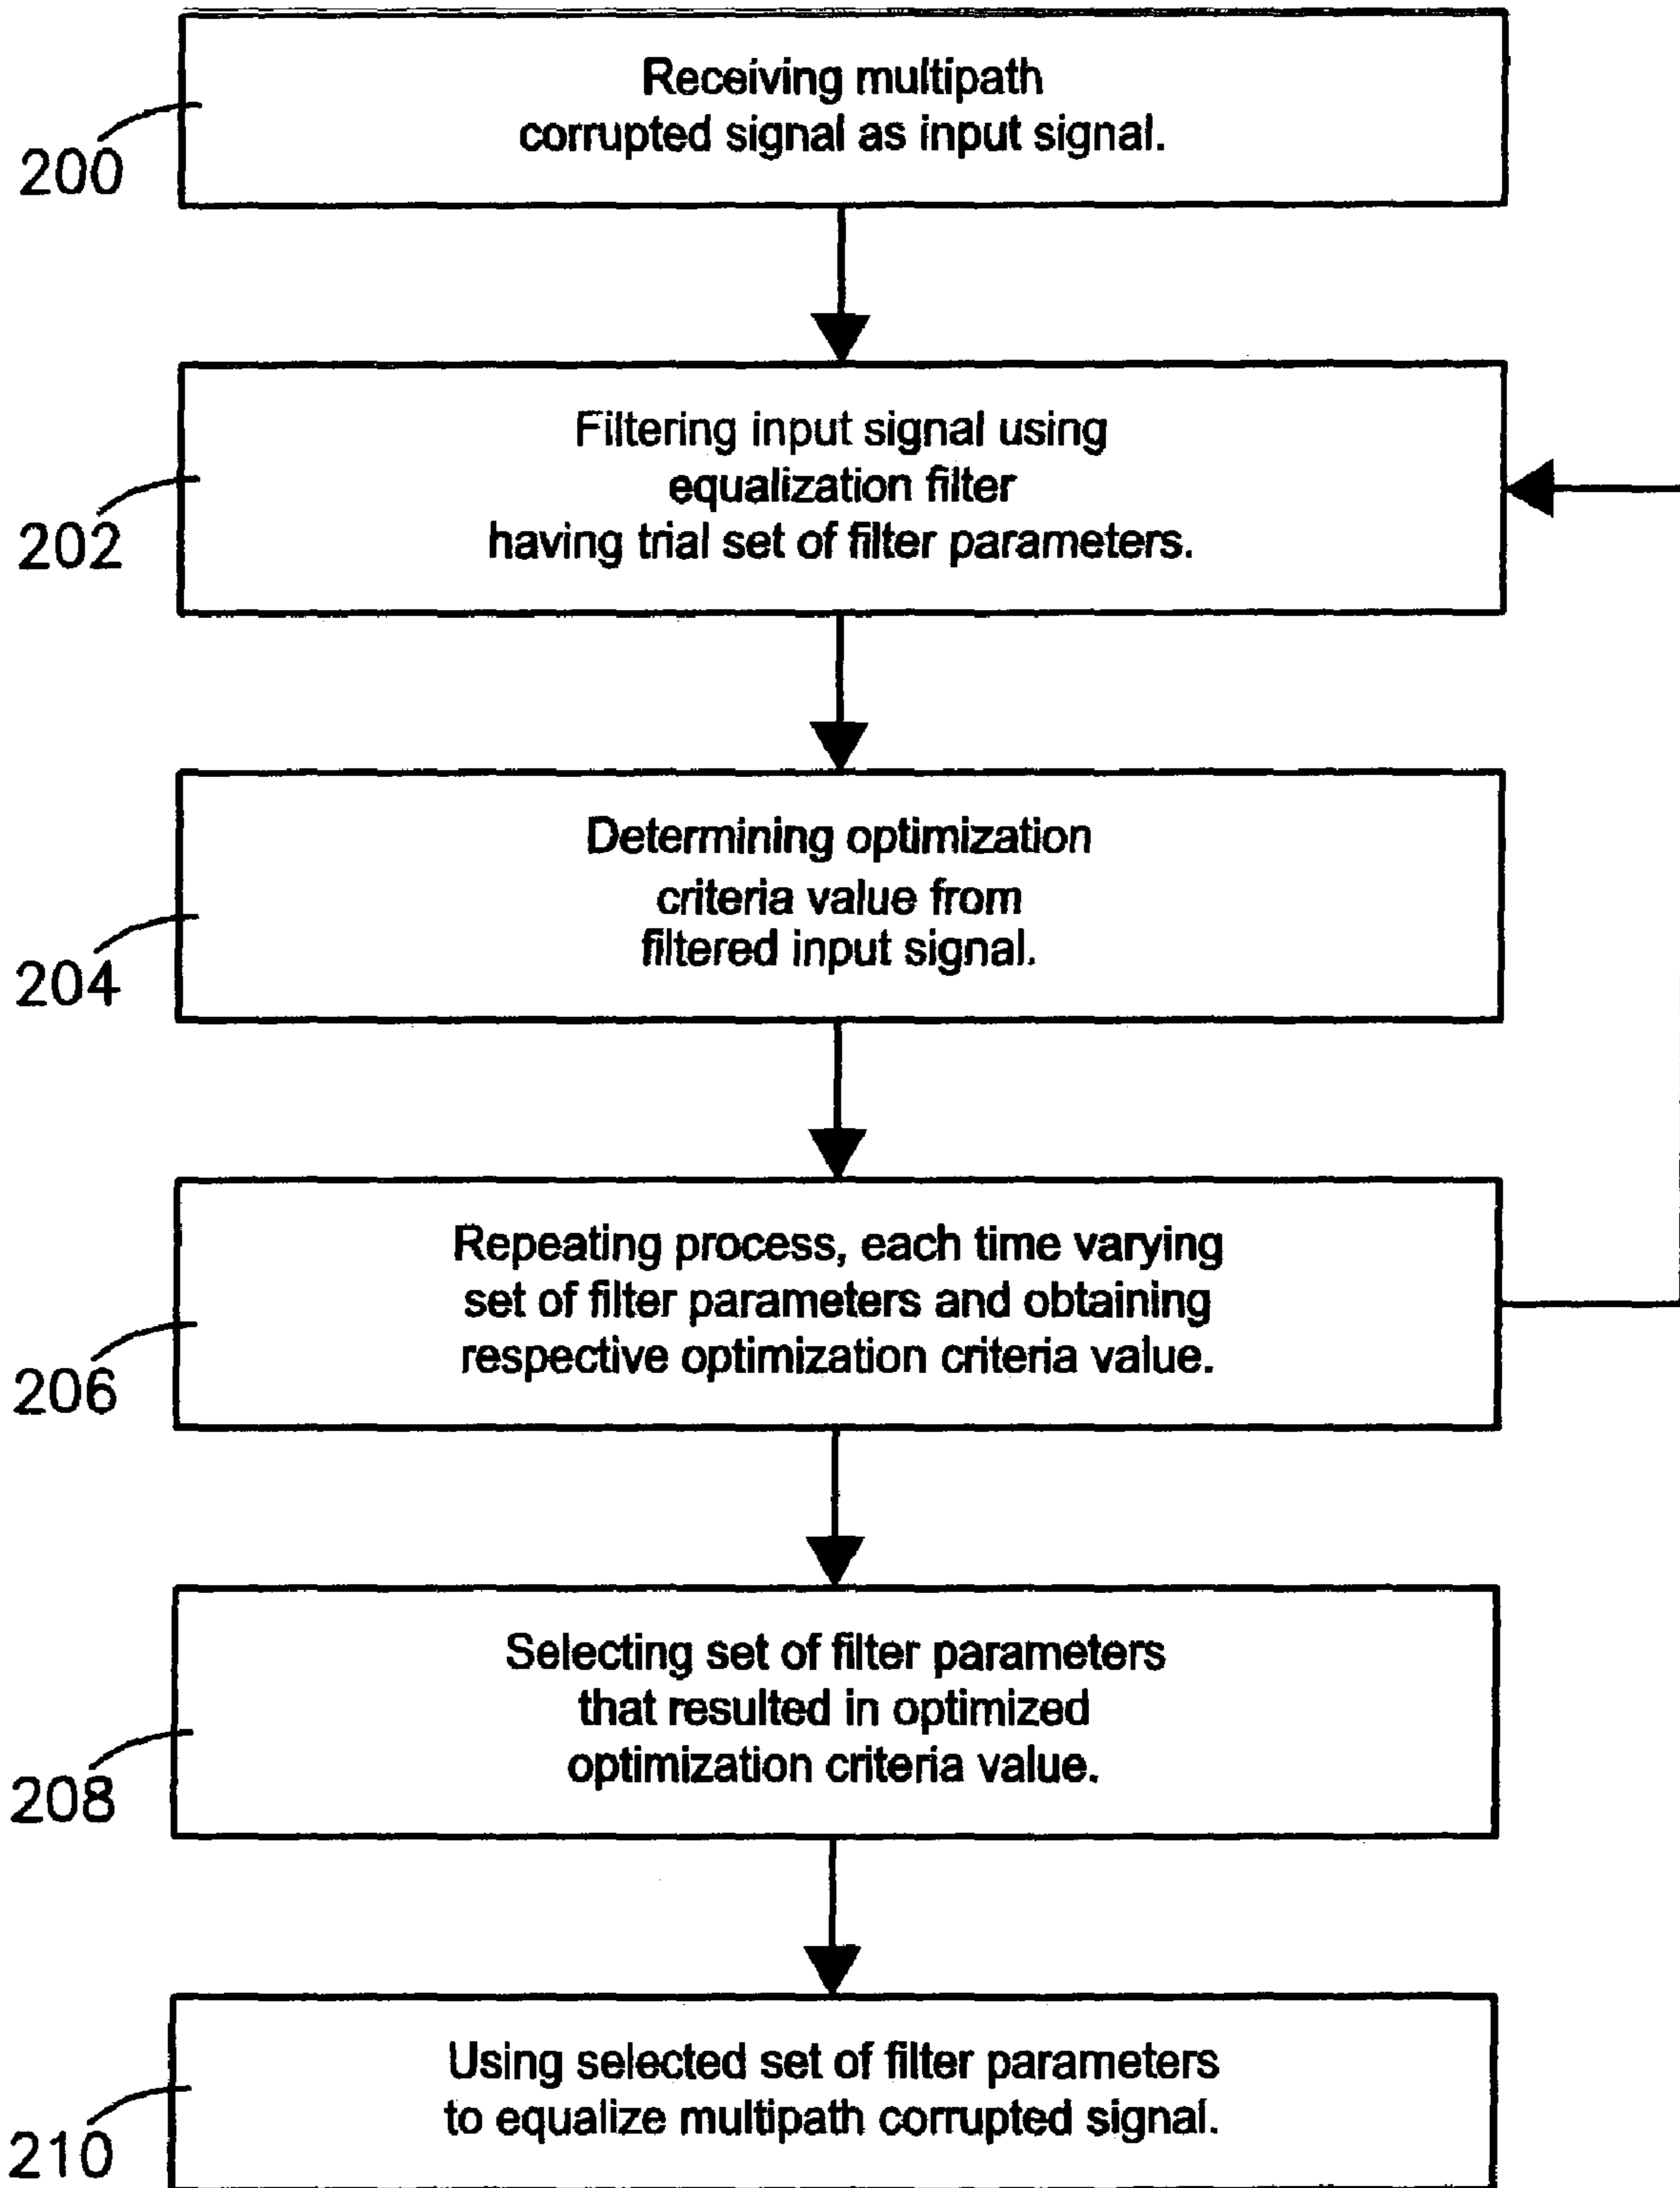 Receiving multipath
corrupted signal as input signal.
200
Filtering input signal using
equalization filter
having trial set of filter parameters.
202
Determining optimization
criteria value from
filtered input signal.
204
Repeating process, each time varying
set of filter parameters and obtaining
respective optimization criteria value.
206
Selecting set of filter parameters
that resulted in optimized
optimization criteria value.
208
Using selected set of filter parameters
to equalize multipath corrupted signal.
210